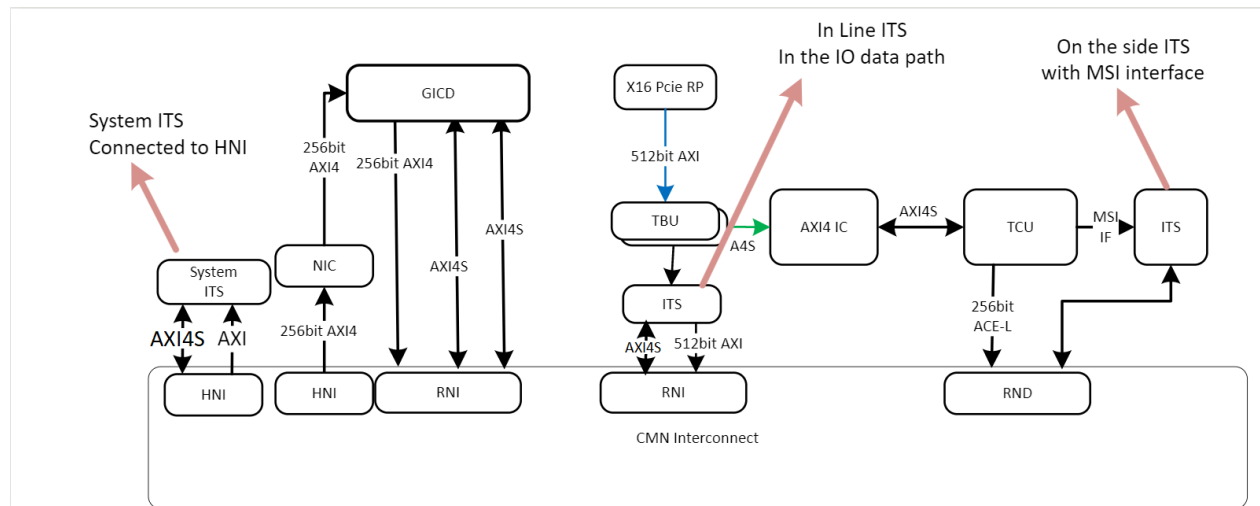 In Line ITS
In the IO data path
On the side ITS
with MSI interface
System ITS
Connected to HNI
GICD
X16 Pcie RP
256bit
AXI4
256bit AXI4
512bit AXI
AXI4S
AXI4S
TBU
A4S
AXI4 IC
AXI4S
TCU
MSI
IF
ITS
System
ITS
NIC
ITS
256bit
ACE-L
AXI4S
AXI
256bit AXI4
AXI4S
512bit AXI
HNI
HNI
RNI
RNI
RND
CMN Interconnect